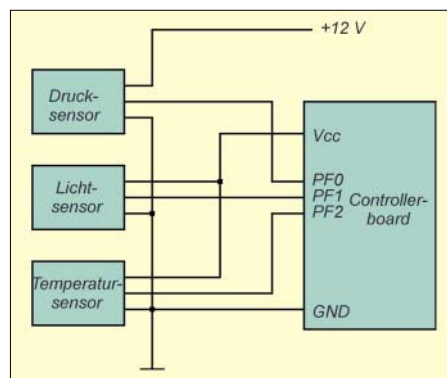 +12 V
Druck-
sensor
Vcc
Licht-
sensor
PF0
PF1
PF2
Controller-
board
Temperatur-
sensor
GND